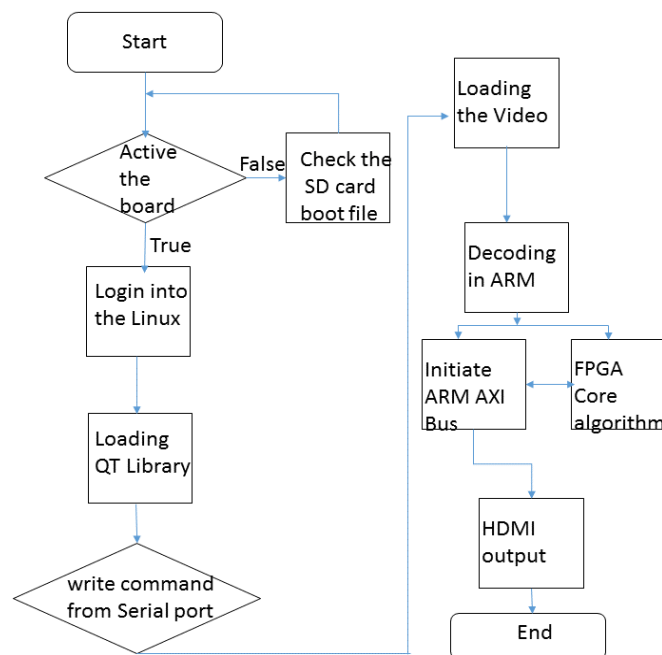 Start
Active
the
board
False
Check the
SD card
boot file
True
Login into
the Linux
Loading
QT Library
write command
from Serial port
Loading
the Video
Decoding
in ARM
Initiate
ARM AXI
Bus
FPGA
Core
algorithm
HDMI
output
End